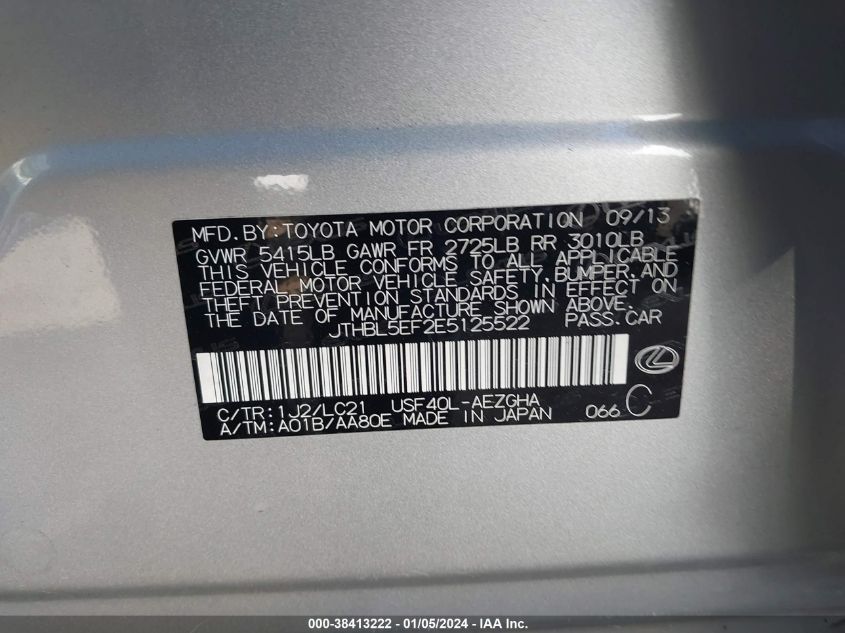 MFD.BY:TOYOTA MOTOR CORPORATION 09/13
GVWR 5415LB GAWR FR 2725LB RR 3010LB
THIS VEHICLE CONFORMS TO ALL APPLICABLE
FEDERAL MOTOR VEHICLE SAFETY,BUMPER,AND
THEFT PREVENTION STANDARDS IN EFFECT ON
THE DATE OF MANUFACTURE SHOWN ABOVE.
JTHBL5EF2E5125522 PASS.CAR
C/TR:1J2/LC21 USF40L-AEZGHA
A/TM:A01B/AA80E MADE IN JAPAN 066 C
000-38413222 - 01/05/2024 - IAA Inc.